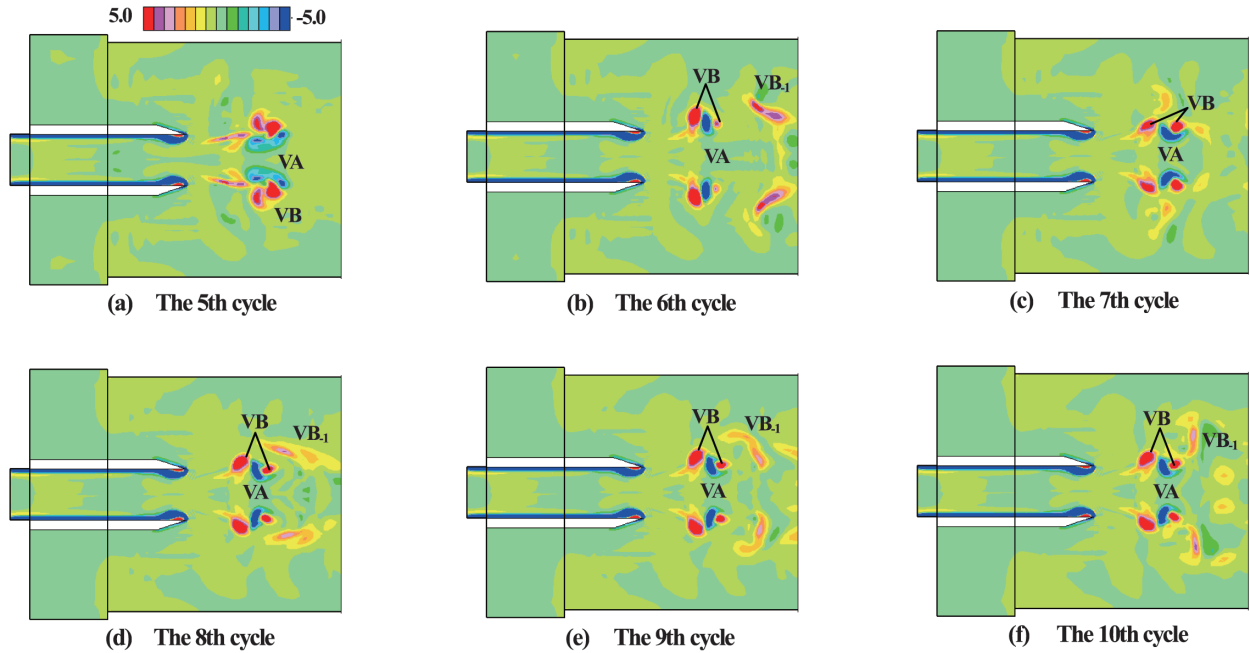 5.0 -5.0
VA
VB
(a) The 5th cycle
VB VB-1
VA
(b) The 6th cycle
VB
VA
(c) The 7th cycle
VB VB-1
VA
(d) The 8th cycle
VB VB-1
VA
(e) The 9th cycle
VB VB-1
VA
(f) The 10th cycle